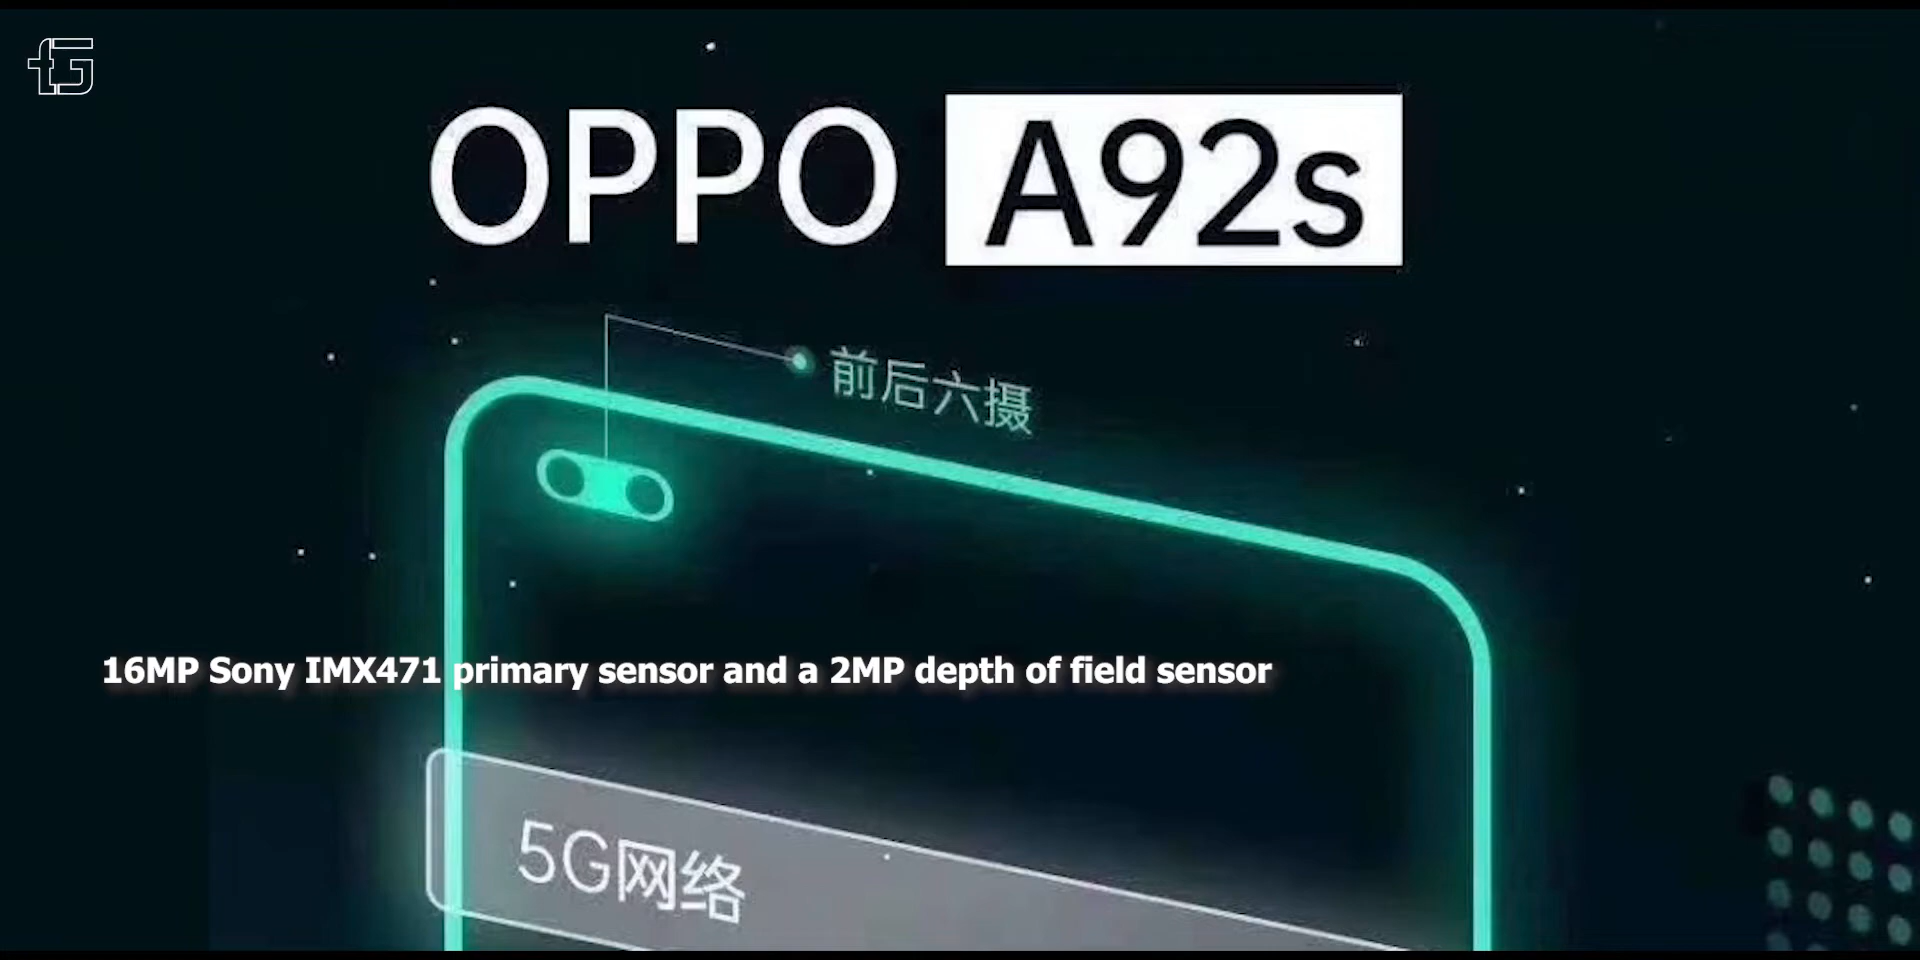 OPPO A92s
前后六摄
16MP Sony IMX471 primary sensor and a 2MP depth of field sensor
5G网络